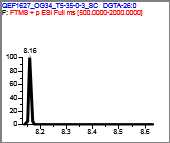 QEF1627_OG34_T5-35-0-3_SC DGTA-26:0
F: FTMS + p ESI Full ms [500.0000-2000.0000]
8.16
100
80
60
40
20
0
8.2 8.3 8.4 8.5 8.6